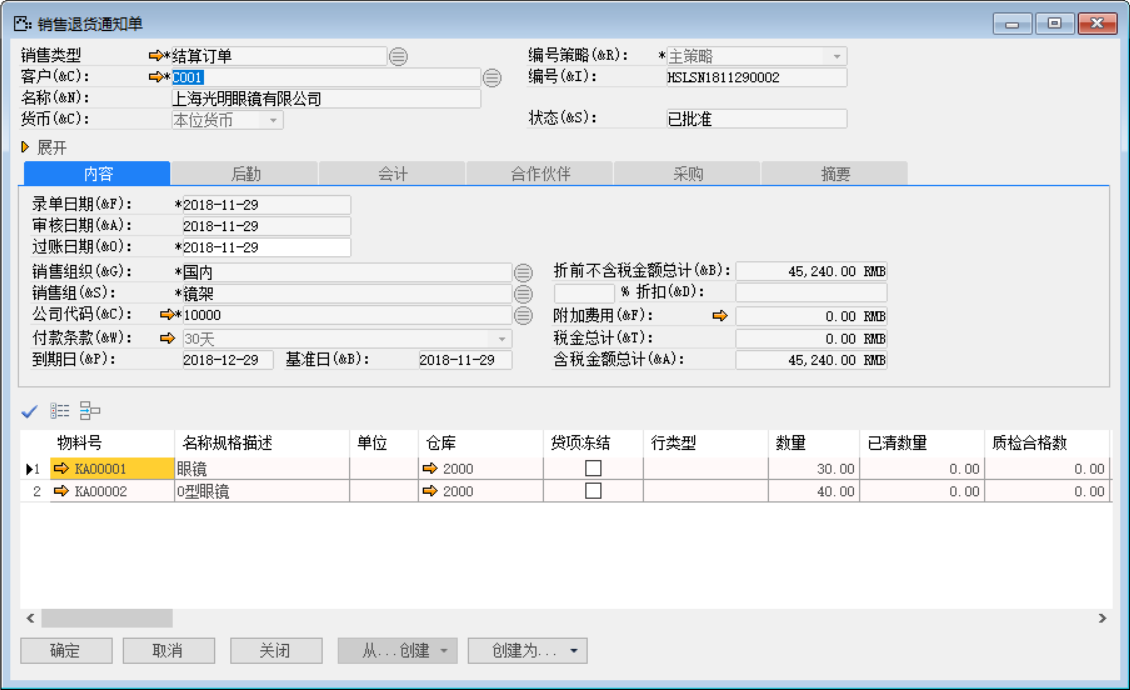 销售退货通知单
销售类型 *结算订单 编号策略(&R): *主策略
客户(&C): *C001 编号(&I): HSLSN1811290002
名称(&N): 上海光明眼镜有限公司
货币(&C): 本位货币 状态(&S): 已批准
展开
内容 后勤 会计 合作伙伴 采购 摘要
录单日期(&F): *2018-11-29
审核日期(&A): 2018-11-29
过账日期(&O): *2018-11-29
销售组织(&G): *国内 折前不含税金额总计(&B): 45,240.00 RMB
销售组(&S): *镜架 % 折扣(&D):
公司代码(&C): *10000 附加费用(&F): 0.00 RMB
付款条款(&W): 30天 税金总计(&T): 0.00 RMB
到期日(&P): 2018-12-29 基准日(&B): 2018-11-29 含税金额总计(&A): 45,240.00 RMB
物料号 名称规格描述 单位 仓库 贷项冻结 行类型 数量 已清数量 质检合格数
1 KA00001 眼镜 2000 30.00 0.00 0.00
2 KA00002 O型眼镜 2000 40.00 0.00 0.00
确定 取消 关闭 从...创建 创建为...